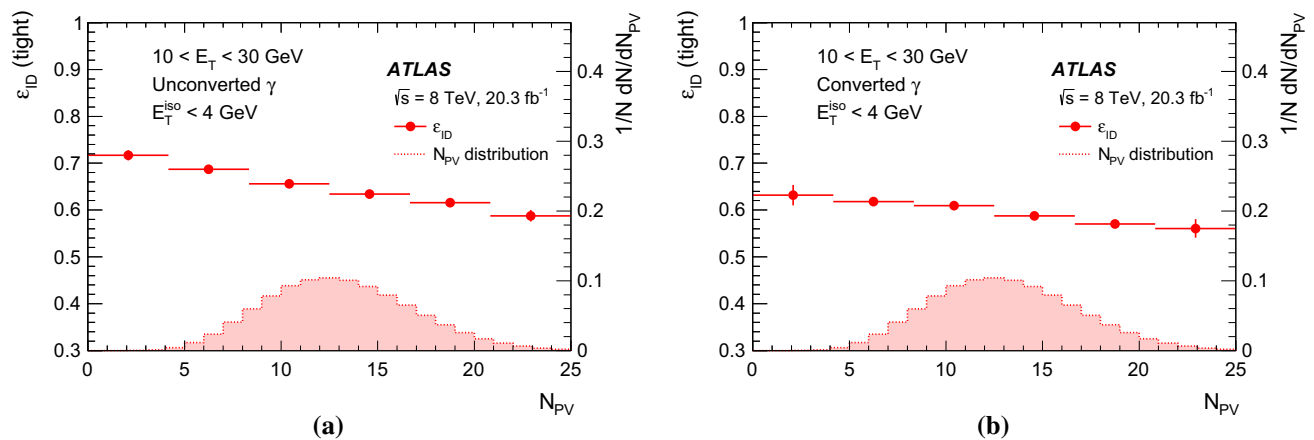 ε_ID (tight)
1
0.9
0.8
0.7
0.6
0.5
0.4
0.3
10 < E_T < 30 GeV
Unconverted γ
E_T^iso < 4 GeV
ATLAS
√s = 8 TeV, 20.3 fb⁻¹
ε_ID
N_PV distribution
1/N dN/dN_PV
0.4
0.3
0.2
0.1
0
0 5 10 15 20 25
N_PV
(a)
ε_ID (tight)
1
0.9
0.8
0.7
0.6
0.5
0.4
0.3
10 < E_T < 30 GeV
Converted γ
E_T^iso < 4 GeV
ATLAS
√s = 8 TeV, 20.3 fb⁻¹
ε_ID
N_PV distribution
1/N dN/dN_PV
0.4
0.3
0.2
0.1
0
0 5 10 15 20 25
N_PV
(b)